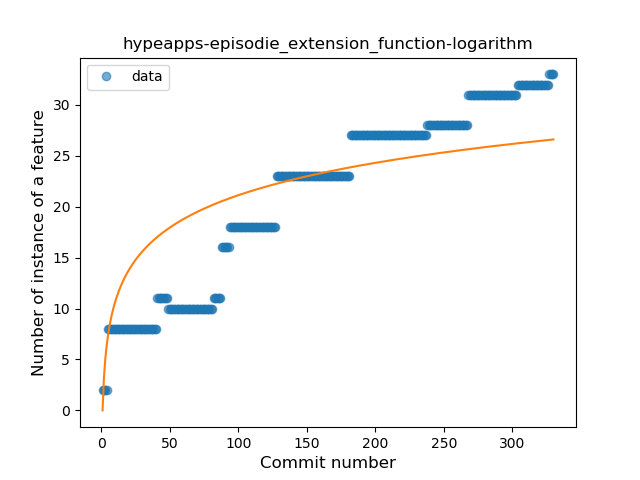 hypeapps-episodie_extension_function-logarithm
data
Number of instance of a feature
30
25
20
15
10
5
0
0 50 100 150 200 250 300
Commit number